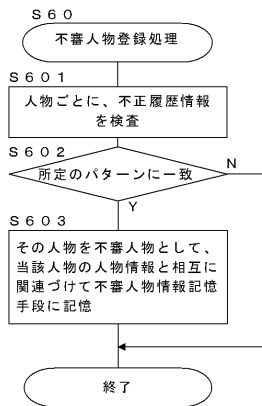 S60
不審人物登録処理
S601
人物ごとに、不正履歴情報
を検査
S602
所定のパターンに一致
N
Y
S603
その人物を不審人物として、
当該人物の人物情報と相互に
関連づけて不審人物情報記憶
手段に記憶
終了